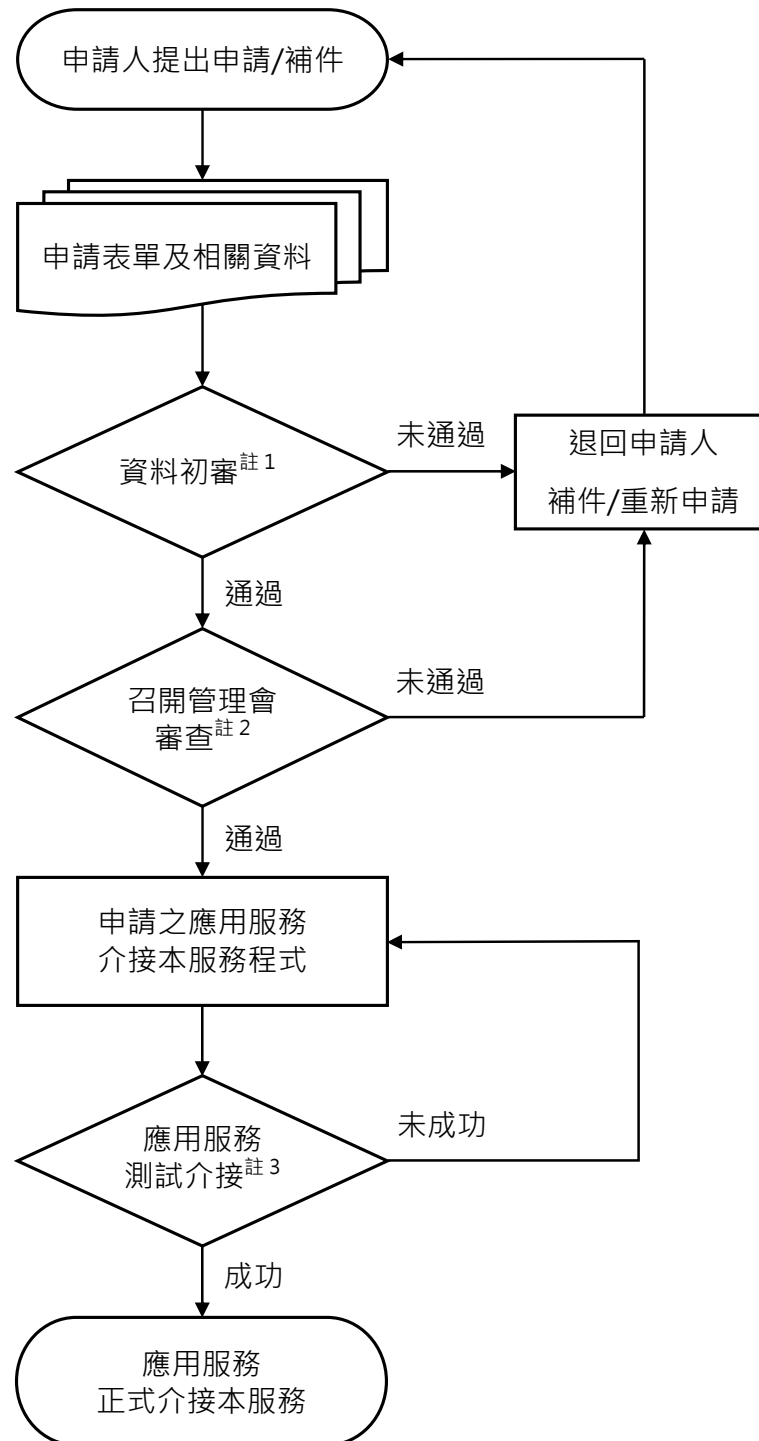 申請人提出申請/補件
申請表單及相關資料
資料初審註1
未通過
退回申請人
補件/重新申請
通過
召開管理會
審查註2
未通過
通過
申請之應用服務
介接本服務程式
應用服務
測試介接註3
未成功
成功
應用服務
正式介接本服務